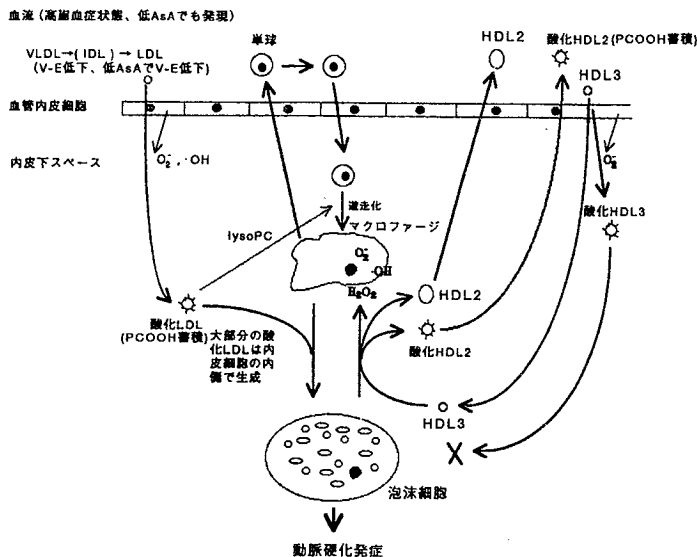 血流(高脂血症状態、低AsAでも発現)
VLDL→(IDL)→ LDL
(V-E低下、低AsAでV-E低下)
単球
HDL2
酸化HDL2(PCOOH蓄積)
HDL3
血管内皮細胞
O₂⁻, ·OH
O₂⁻
内皮下スペース
遊走化
マクロファージ
lysoPC
酸化HDL3
O₂⁻
·OH
H₂O₂
HDL2
酸化LDL
(PCOOH蓄積)
大部分の酸
化LDLは内
皮細胞の内
側で生成
酸化HDL2
HDL3
X
泡沫細胞
動脈硬化発症